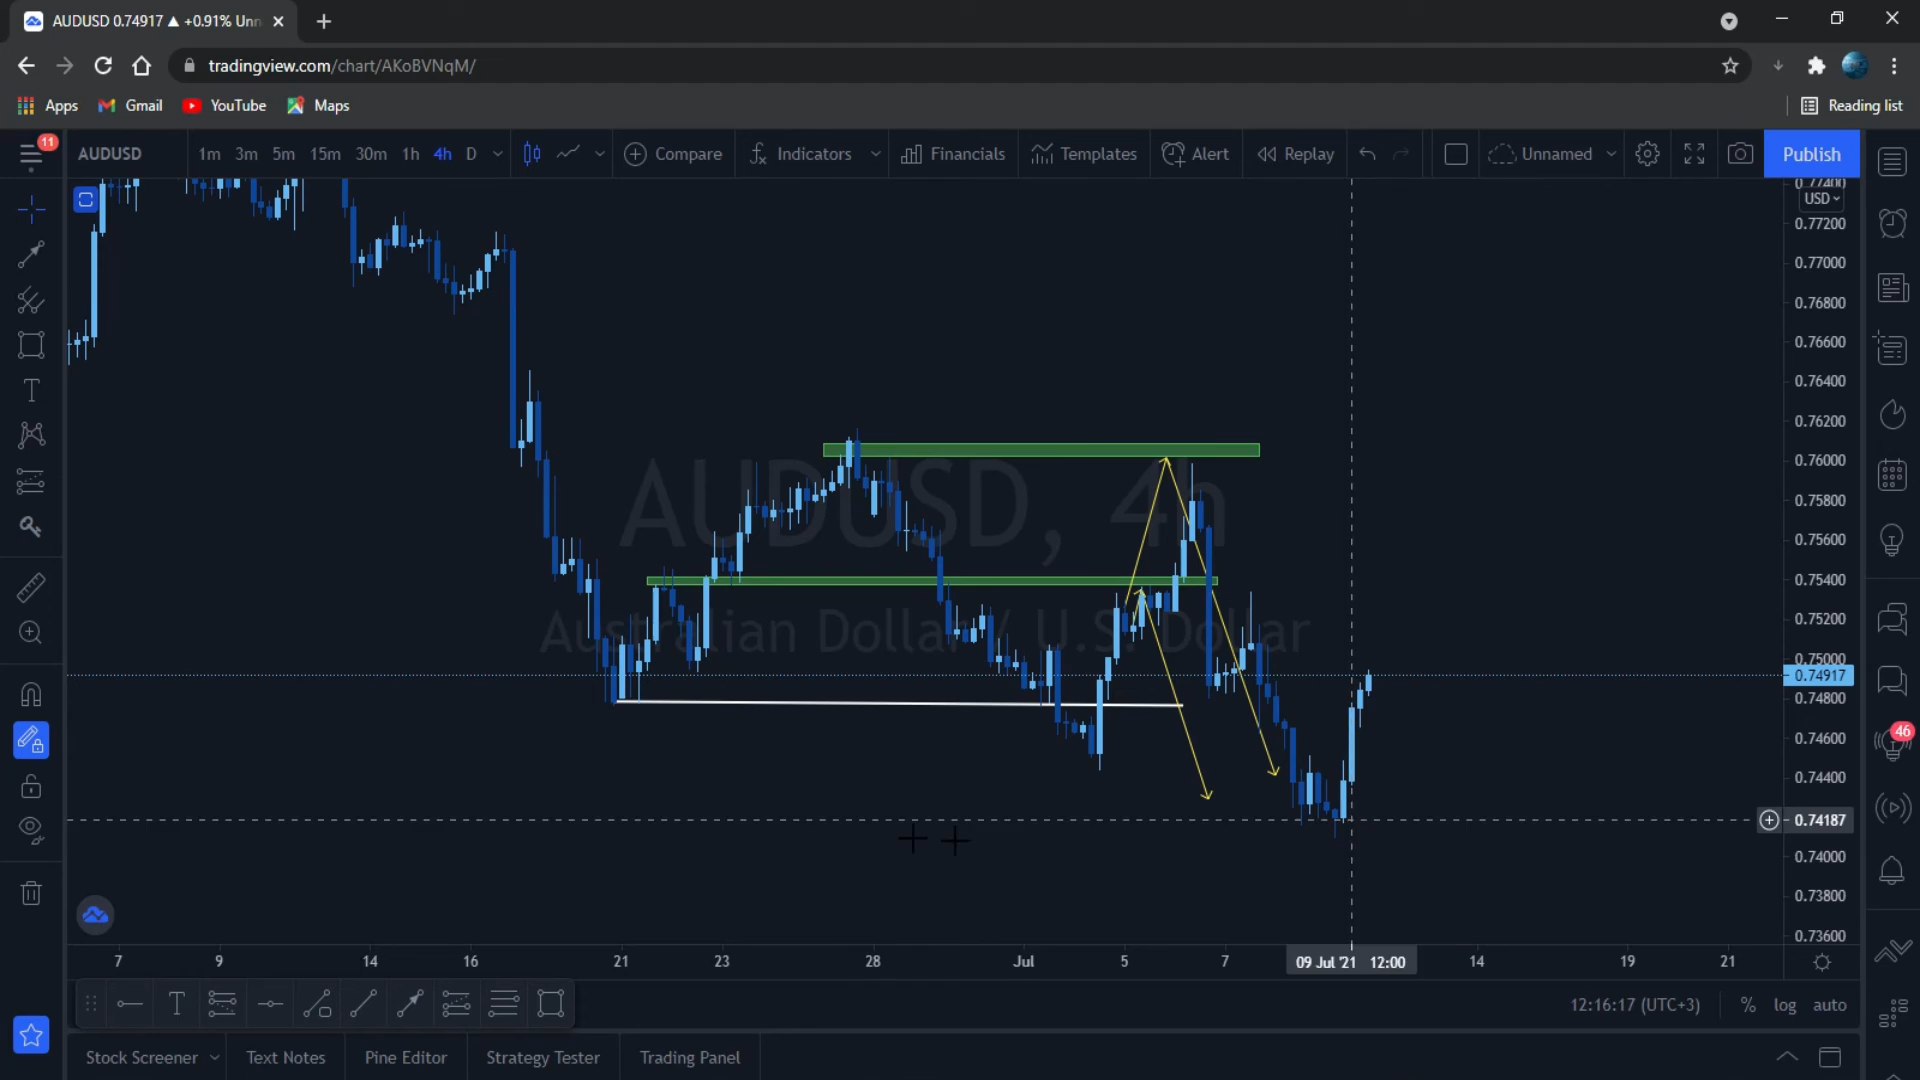 AUDUSD 0.74917 ▲ +0.91% Unn
tradingview.com/chart/AKoBVNqM/
Apps Gmail YouTube Maps Reading list
11 AUDUSD 1m 3m 5m 15m 30m 1h 4h D Compare Indicators Financials Templates Alert Replay Unnamed Publish
0.77400
USD
0.77200
0.77000
0.76800
0.76600
0.76400
0.76200
0.76000
0.75800
0.75600
0.75400
0.75200
0.75000
0.74917
0.74800
0.74600
0.74400
0.74187
0.74000
0.73800
0.73600
AUDUSD, 4h
Australian Dollar / U.S. Dollar
46
7 9 14 16 21 23 28 Jul 5 7 09 Jul '21 12:00 14 19 21
12:16:17 (UTC+3) % log auto
Stock Screener Text Notes Pine Editor Strategy Tester Trading Panel